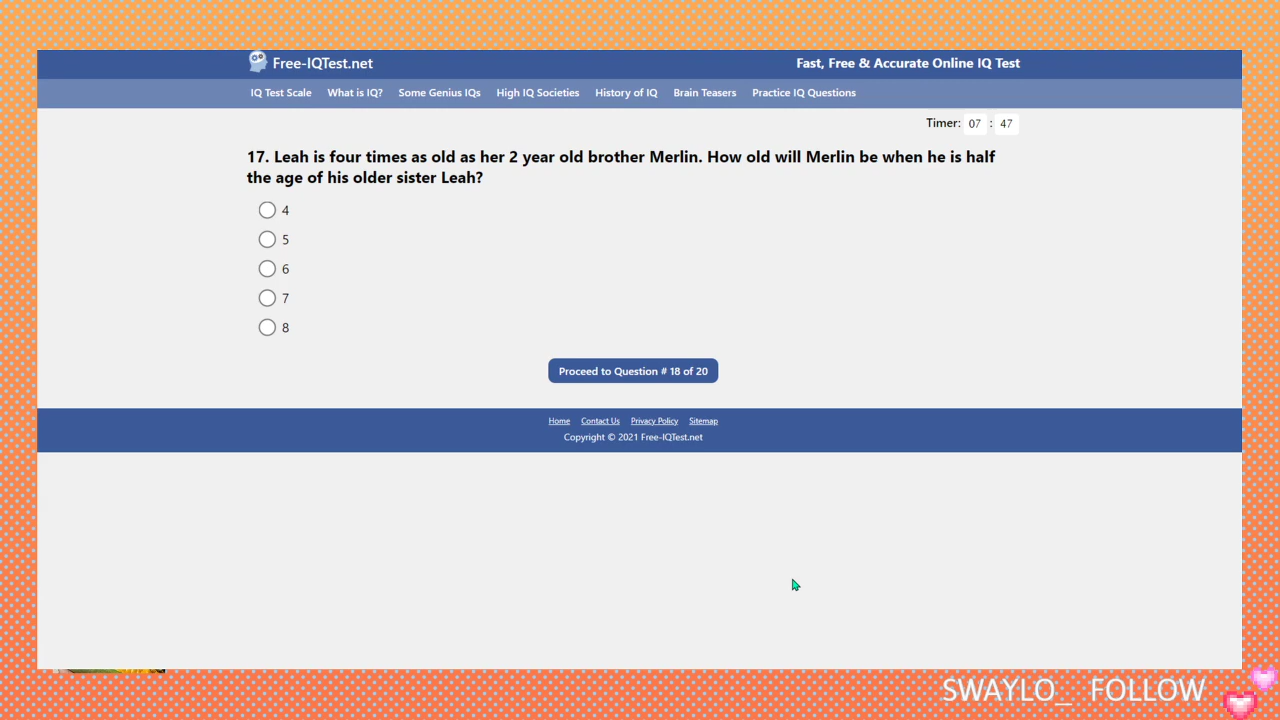 Free-IQTest.net
Fast, Free & Accurate Online IQ Test
IQ Test Scale What is IQ? Some Genius IQs High IQ Societies History of IQ Brain Teasers Practice IQ Questions
Timer: 07 : 47
17. Leah is four times as old as her 2 year old brother Merlin. How old will Merlin be when he is half
the age of his older sister Leah?
4
5
6
7
8
Proceed to Question # 18 of 20
Home Contact Us Privacy Policy Sitemap
Copyright © 2021 Free-IQTest.net
SWAYLO_ FOLLOW